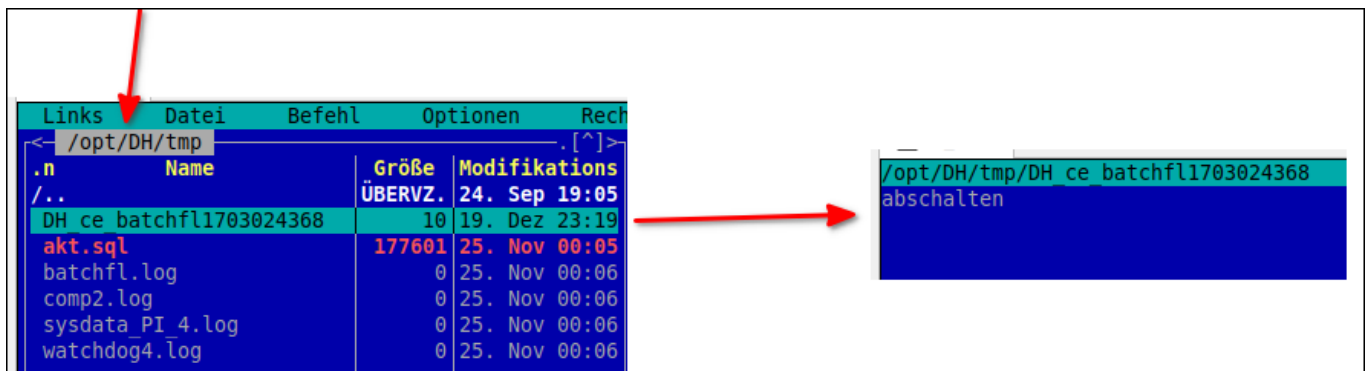 Links Datei Befehl Optionen Rech
<- /opt/DH/tmp .[^]>
.n Name Größe Modifikations
/.. ÜBERVZ. 24. Sep 19:05
DH_ce_batchfl1703024368 10 19. Dez 23:19
akt.sql 177601 25. Nov 00:05
batchfl.log 0 25. Nov 00:06
comp2.log 0 25. Nov 00:06
sysdata_PI_4.log 0 25. Nov 00:06
watchdog4.log 0 25. Nov 00:06
/opt/DH/tmp/DH_ce_batchfl1703024368
abschalten